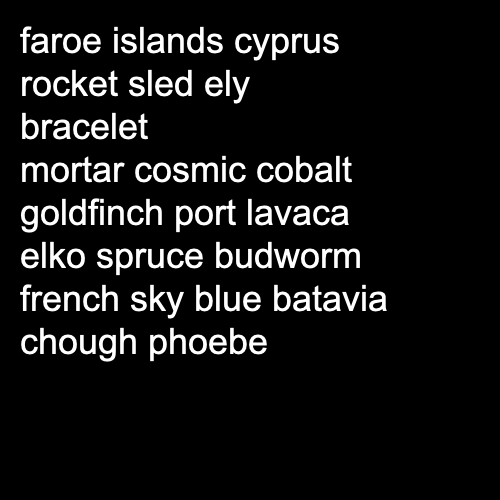 faroe islands cyprus
rocket sled ely
bracelet
mortar cosmic cobalt
goldfinch port lavaca
elko spruce budworm
french sky blue batavia
chough phoebe